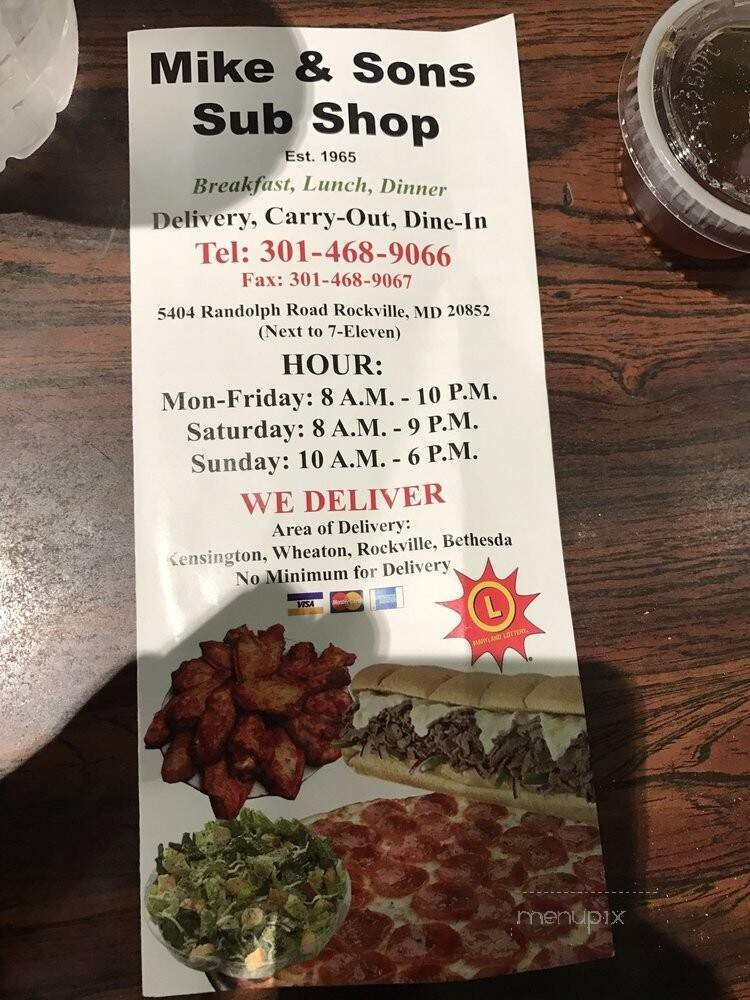 Mike & Sons
Sub Shop
Est. 1965
Breakfast, Lunch, Dinner
Delivery, Carry-Out, Dine-In
Tel: 301-468-9066
Fax: 301-468-9067
5404 Randolph Road Rockville, MD 20852
(Next to 7-Eleven)
HOUR:
Mon-Friday: 8 A.M. - 10 P.M.
Saturday: 8 A.M. - 9 P.M.
Sunday: 10 A.M. - 6 P.M.
WE DELIVER
Area of Delivery:
Kensington, Wheaton, Rockville, Bethesda
No Minimum for Delivery
VISA MasterCard
L
MARYLAND LOTTERY
menupix